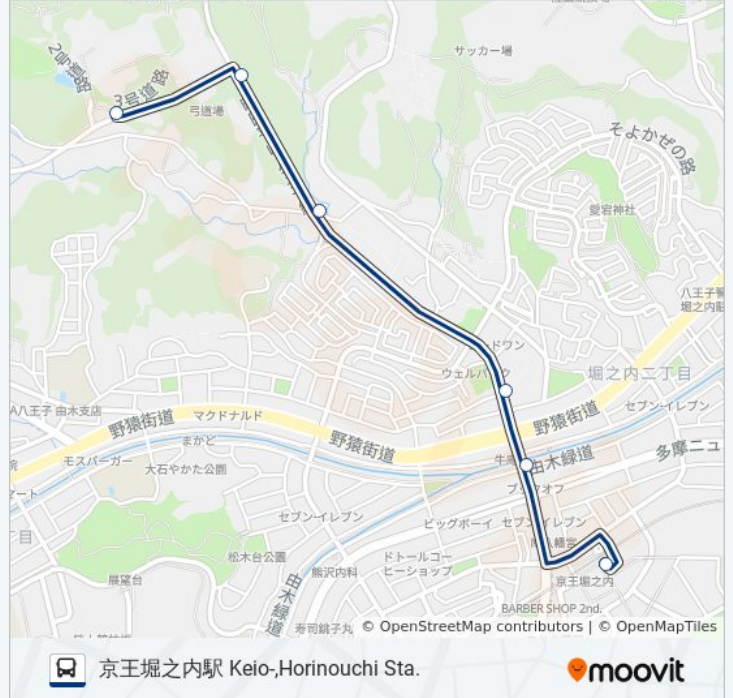 サッカー場
2号道路
3号道路
弓道場
そよかぜの路
愛宕神社
八王子
堀之内
ドワン
ウェルパーク
堀之内二丁目
セブン-イレブン
A八王子 由木支店
マクドナルド
野猿街道
野猿街道
野猿街道
まかど
モスバーガー
大石やかた公園
由木緑道
多摩ニュ
ブックオフ
セブン-イレブン
ビッグボーイ
セブンイレブン
八幡宮
松木台公園
熊沢内科
ドトールコー
ヒーショップ
京王堀之内
展望台
由木緑道
BARBER SHOP 2nd.
寿司銚子丸
© OpenStreetMap contributors | © OpenMapTiles
京王堀之内駅 Keio-,Horinouchi Sta.
moovit